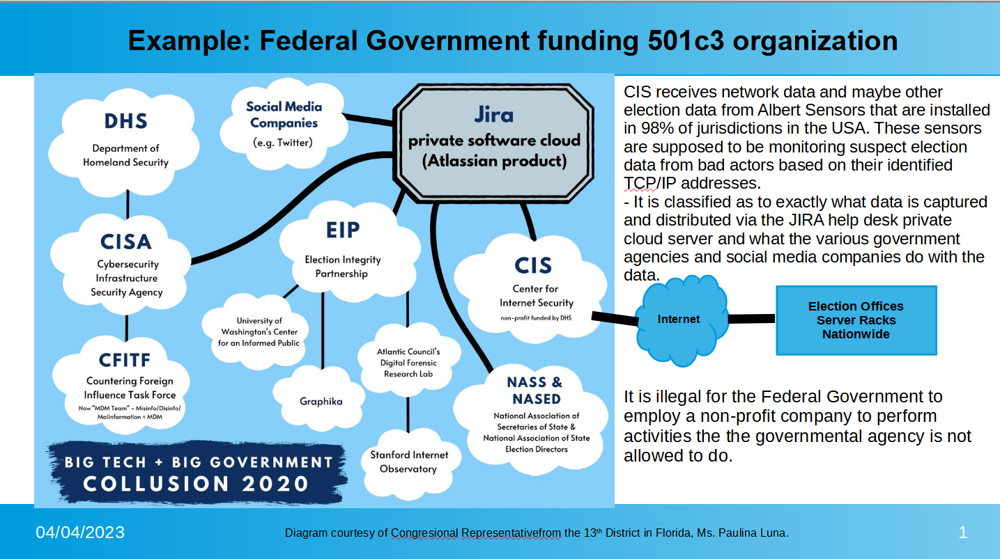 Example: Federal Government funding 501c3 organization
DHS
Department of
Homeland Security
Social Media
Companies
(e.g. Twitter)
Jira
private software cloud
(Atlassian product)
CISA
Cybersecurity
Infrastructure
Security Agency
EIP
Election Integrity
Partnership
CIS
Center for
Internet Security
non-profit funded by DHS
University of
Washington's Center
for an Informed Public
Atlantic Council's
Digital Forensic
Research Lab
CFITF
Countering Foreign
Influence Task Force
Now "MDM Team" - Misinfo/Disinfo/
Malinformation = MDM
Graphika
NASS &
NASED
National Association of
Secretaries of State &
National Association of State
Election Directors
Stanford Internet
Observatory
BIG TECH + BIG GOVERNMENT
COLLUSION 2020
CIS receives network data and maybe other
election data from Albert Sensors that are installed
in 98% of jurisdictions in the USA. These sensors
are supposed to be monitoring suspect election
data from bad actors based on their identified
TCP/IP addresses.
- It is classified as to exactly what data is captured
and distributed via the JIRA help desk private
cloud server and what the various government
agencies and social media companies do with the
data.
Internet
Election Offices
Server Racks
Nationwide
It is illegal for the Federal Government to
employ a non-profit company to perform
activities the the governmental agency is not
allowed to do.
04/04/2023
Diagram courtesy of Congresional Representativefrom the 13th District in Florida, Ms. Paulina Luna.
1